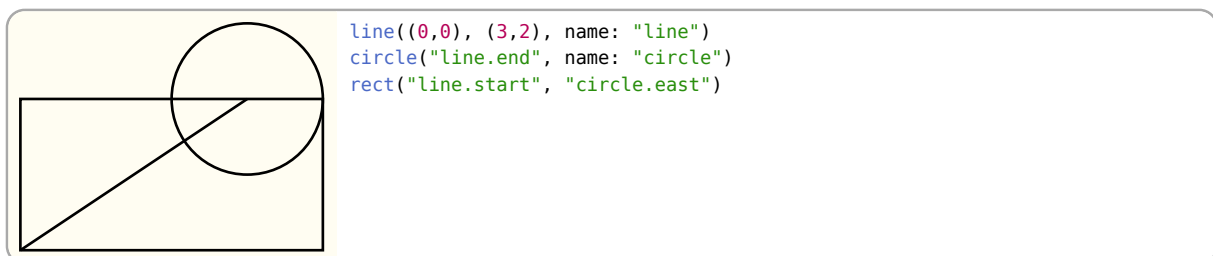 line((0,0), (3,2), name: "line")
circle("line.end", name: "circle")
rect("line.start", "circle.east")